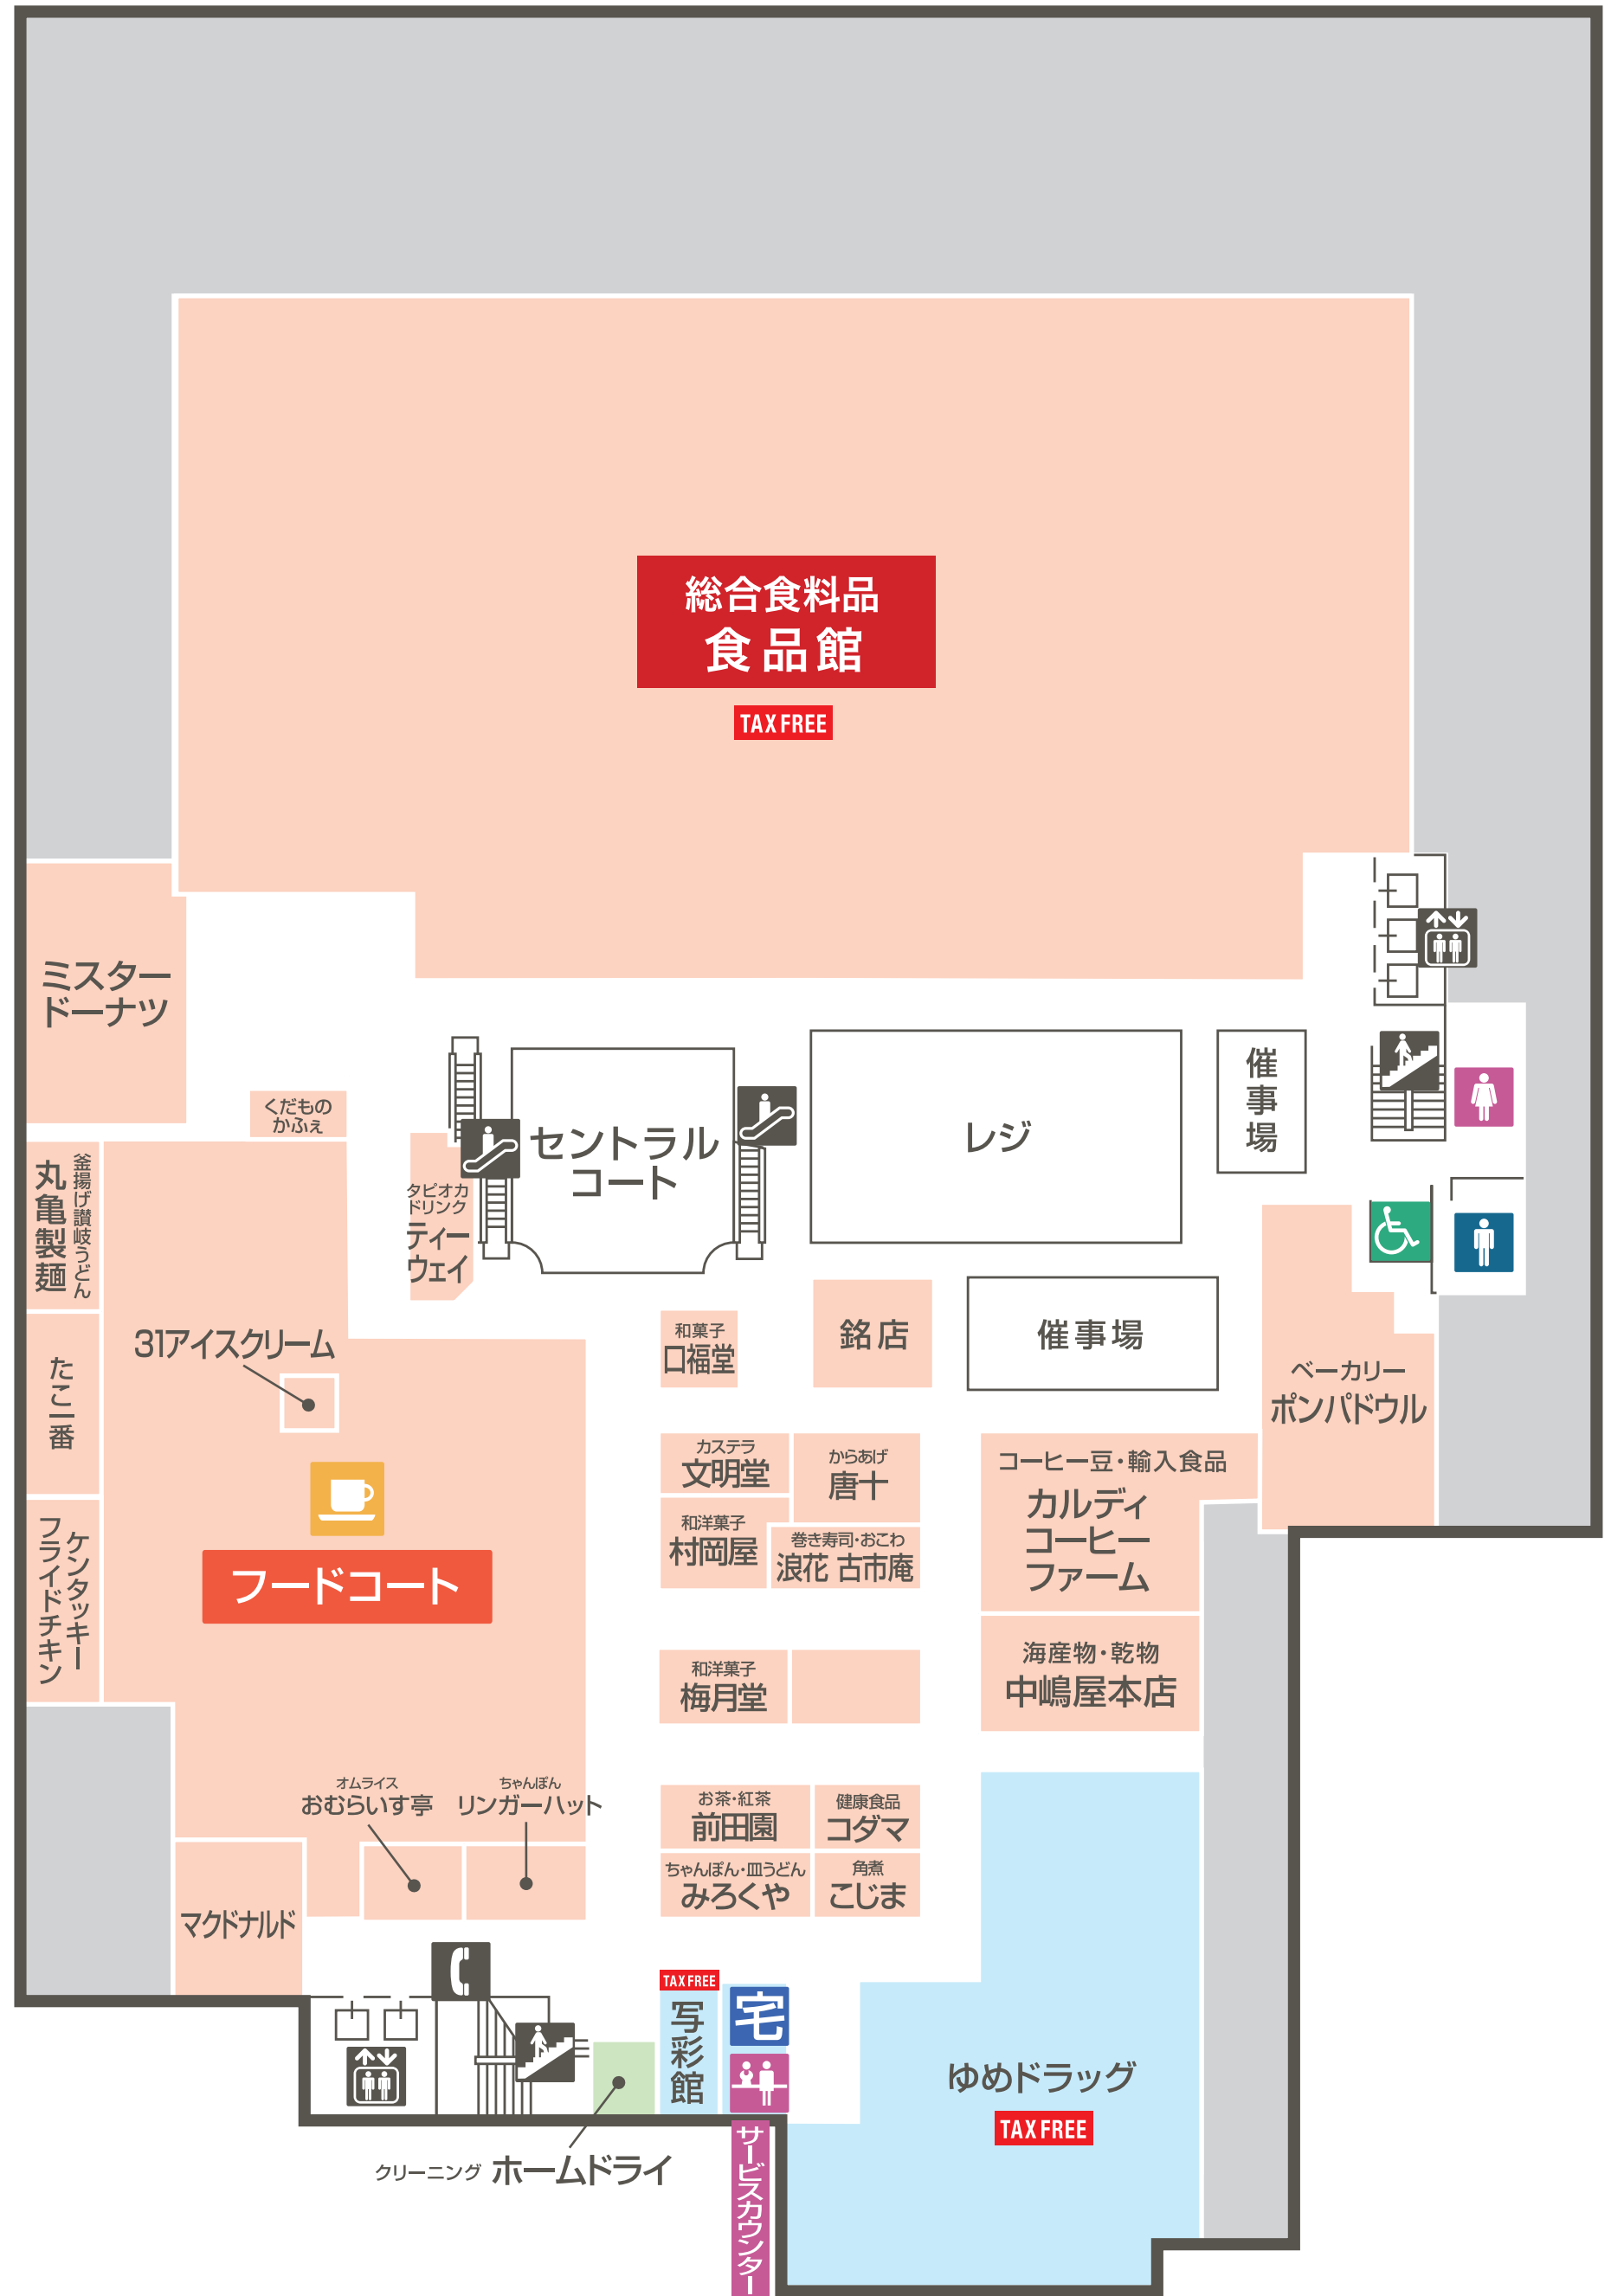 総合食料品
食品館
TAX FREE
ミスター
ドーナツ
くだもの
かふぇ
釜揚げ讃岐うどん
丸亀製麺
タピオカ
ドリンク
ティー
ウェイ
セントラル
コート
レジ
催事場
たこ一番
31アイスクリーム
和菓子
口福堂
銘店
催事場
ベーカリー
ポンパドウル
ケンタッキー
フライドチキン
フードコート
カステラ
文明堂
からあげ
唐十
和洋菓子
村岡屋
巻き寿司・おこわ
浪花 古市庵
コーヒー豆・輸入食品
カルディ
コーヒー
ファーム
和洋菓子
梅月堂
海産物・乾物
中嶋屋本店
オムライス
おむらいす亭
ちゃんぽん
リンガーハット
お茶・紅茶
前田園
健康食品
コダマ
ちゃんぽん・皿うどん
みろくや
角煮
こじま
マクドナルド
TAX FREE
写彩館
宅
ゆめドラッグ
TAX FREE
クリーニング ホームドライ
サービスカウンター